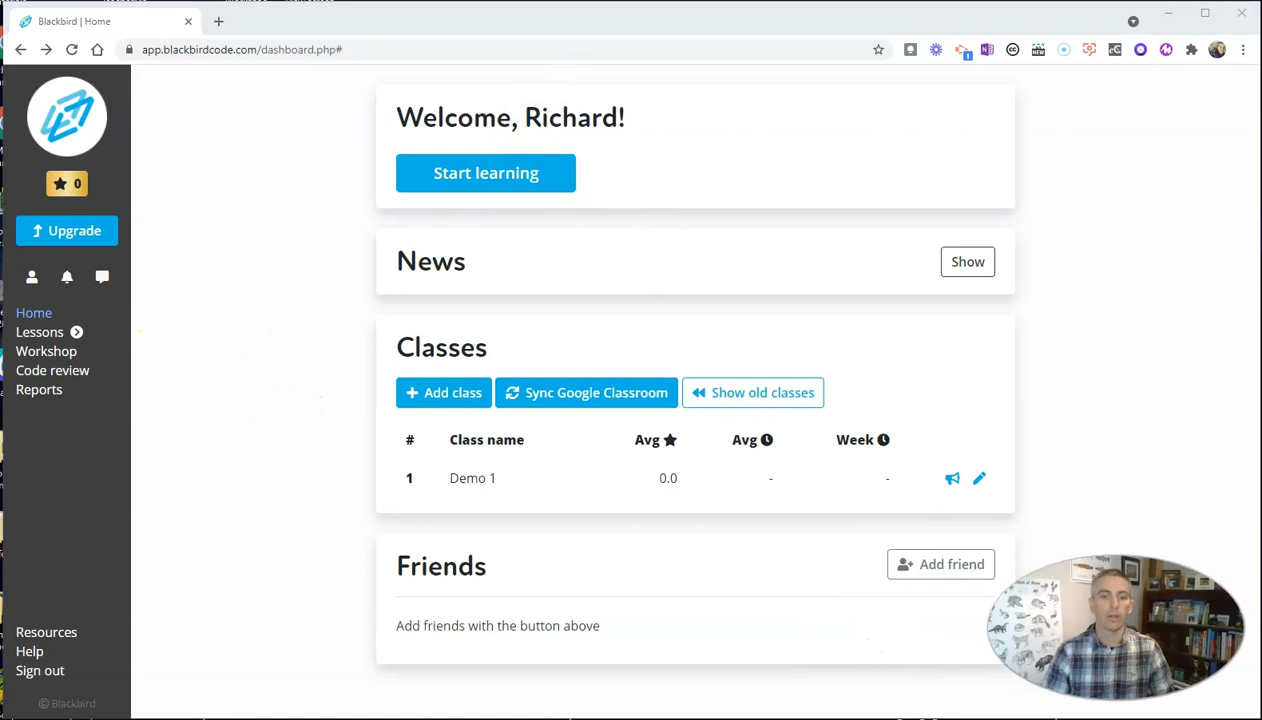 Blackbird | Home
app.blackbirdcode.com/dashboard.php#
1
NEW
0
Upgrade
Home
Lessons
Workshop
Code review
Reports
Resources
Help
Sign out
© Blackbird
Welcome, Richard!
Start learning
News
Show
Classes
Add class
Sync Google Classroom
Show old classes
# Class name Avg Avg Week
1 Demo 1 0.0 - -
Friends
Add friend
Add friends with the button above